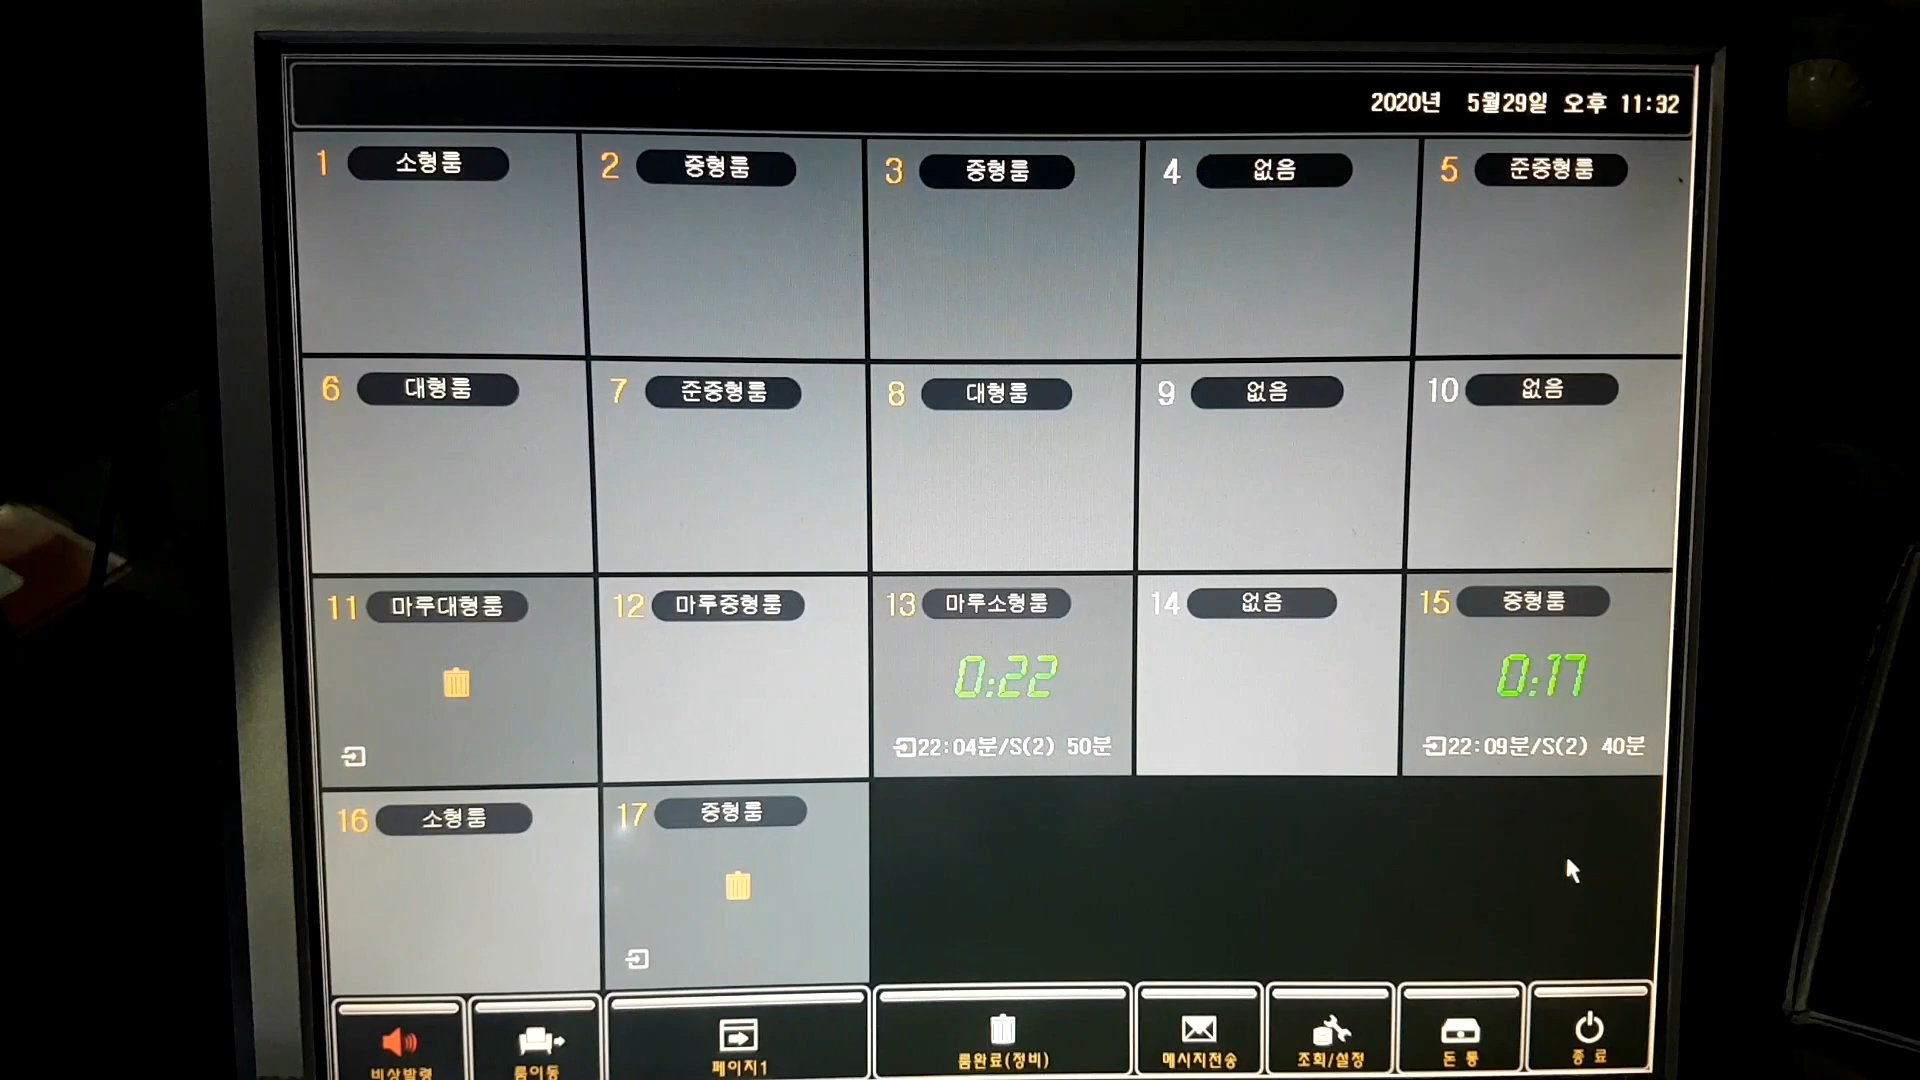 2020년 5월29일 오후 11:32
1 소형룸
2 중형룸
3 중형룸
4 없음
5 준중형룸
6 대형룸
7 준중형룸
8 대형룸
9 없음
10 없음
11 마루대형룸
12 마루중형룸
13 마루소형룸
0:22
22:04분/S(2) 50분
14 없음
15 중형룸
0:17
22:09분/S(2) 40분
16 소형룸
17 중형룸
비상발령
룸이동
페이지1
룸완료(정비)
메시지전송
조회/설정
돈통
종료